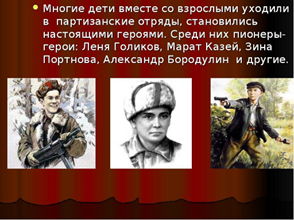 Многие дети вместе со взрослыми уходили
в партизанские отряды, становились
настоящими героями. Среди них пионеры-
герои: Леня Голиков, Марат Казей, Зина
Портнова, Александр Бородулин и другие.